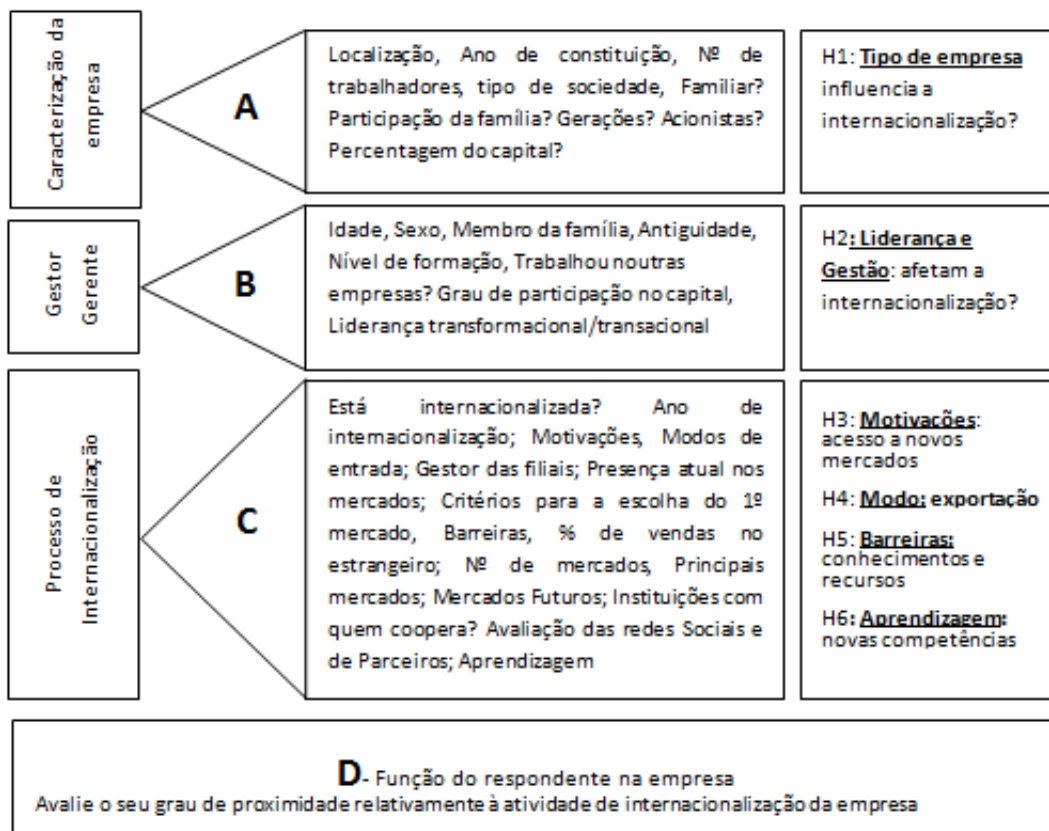 Caracterização da
empresa
A
Localização, Ano de constituição, Nº de
trabalhadores, tipo de sociedade, Familiar?
Participação da família? Gerações? Acionistas?
Percentagem do capital?
H1: Tipo de empresa
influencia a
internacionalização?
Gestor
Gerente
B
Idade, Sexo, Membro da família, Antiguidade,
Nível de formação, Trabalhou noutras
empresas? Grau de participação no capital,
Liderança transformacional/transacional
H2: Liderança e
Gestão: afetam a
internacionalização?
Processo de
Internacionalização
C
Está internacionalizada? Ano de
internacionalização; Motivações, Modos de
entrada; Gestor das filiais; Presença atual nos
mercados; Critérios para a escolha do 1º
mercado, Barreiras, % de vendas no
estrangeiro; Nº de mercados, Principais
mercados; Mercados Futuros; Instituições com
quem coopera? Avaliação das redes Sociais e
de Parceiros; Aprendizagem
H3: Motivações:
acesso a novos
mercados
H4: Modo: exportação
H5: Barreiras:
conhecimentos e
recursos
H6: Aprendizagem:
novas competências
D- Função do respondente na empresa
Avalie o seu grau de proximidade relativamente à atividade de internacionalização da empresa